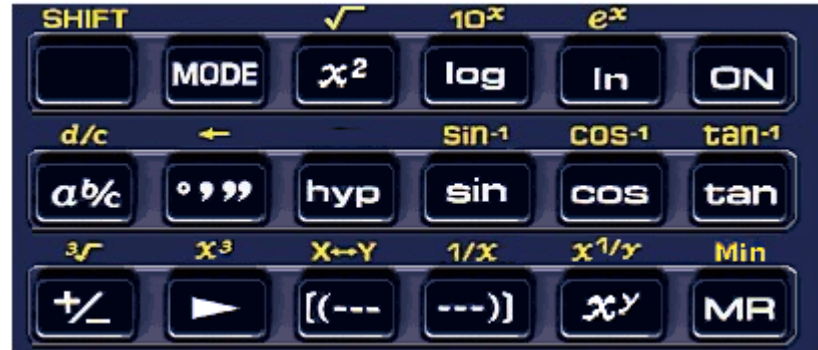 SHIFT √ 10ˣ eˣ
MODE x² log ln ON
d/c ← sin-1 cos-1 tan-1
a b/c ° ’ ” hyp sin cos tan
³√ x³ X↔Y 1/x x1/y Min
+/− ► [(--- ---)] xʸ MR